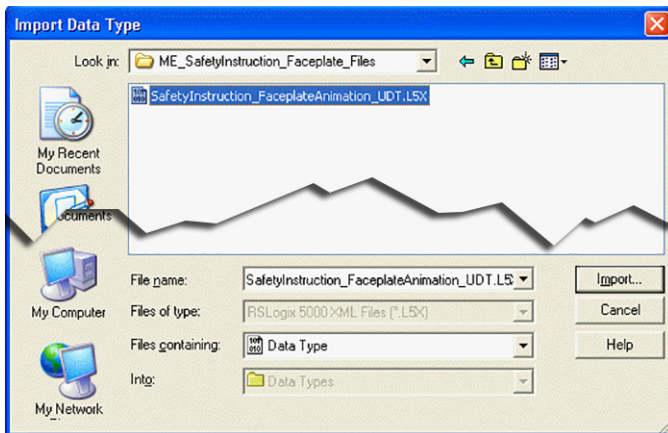 Import Data Type
Look in: ME_SafetyInstruction_Faceplate_Files
SafetyInstruction_FaceplateAnimation_UDT.L5X
My Recent
Documents
ocuments
My Computer
My Network
File name: SafetyInstruction_FaceplateAnimation_UDT.L5
Import...
Files of type: RSLogix 5000 XML Files (*.L5X)
Cancel
Files containing: Data Type
Help
Into: Data Types